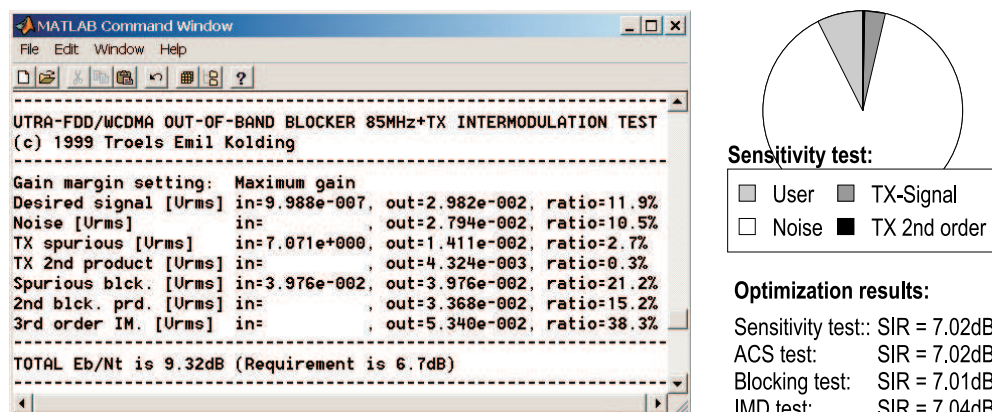 MATLAB Command Window
File Edit Window Help
UTRA-FDD/WCDMA OUT-OF-BAND BLOCKER 85MHz+TX INTERMODULATION TEST
(c) 1999 Troels Emil Kolding
Gain margin setting: Maximum gain
Desired signal [Vrms] in=9.988e-007, out=2.982e-002, ratio=11.9%
Noise [Vrms] in= , out=2.794e-002, ratio=10.5%
TX spurious [Vrms] in=7.071e+000, out=1.411e-002, ratio=2.7%
TX 2nd product [Vrms] in= , out=4.324e-003, ratio=0.3%
Spurious blck. [Vrms] in=3.976e-002, out=3.976e-002, ratio=21.2%
2nd blck. prd. [Vrms] in= , out=3.368e-002, ratio=15.2%
3rd order IM. [Vrms] in= , out=5.340e-002, ratio=38.3%
TOTAL Eb/Nt is 9.32dB (Requirement is 6.7dB)
Sensitivity test:
User TX-Signal
Noise TX 2nd order
Optimization results:
Sensitivity test:: SIR = 7.02dB
ACS test: SIR = 7.02dB
Blocking test: SIR = 7.01dB
IMD test: SIR = 7.04dB